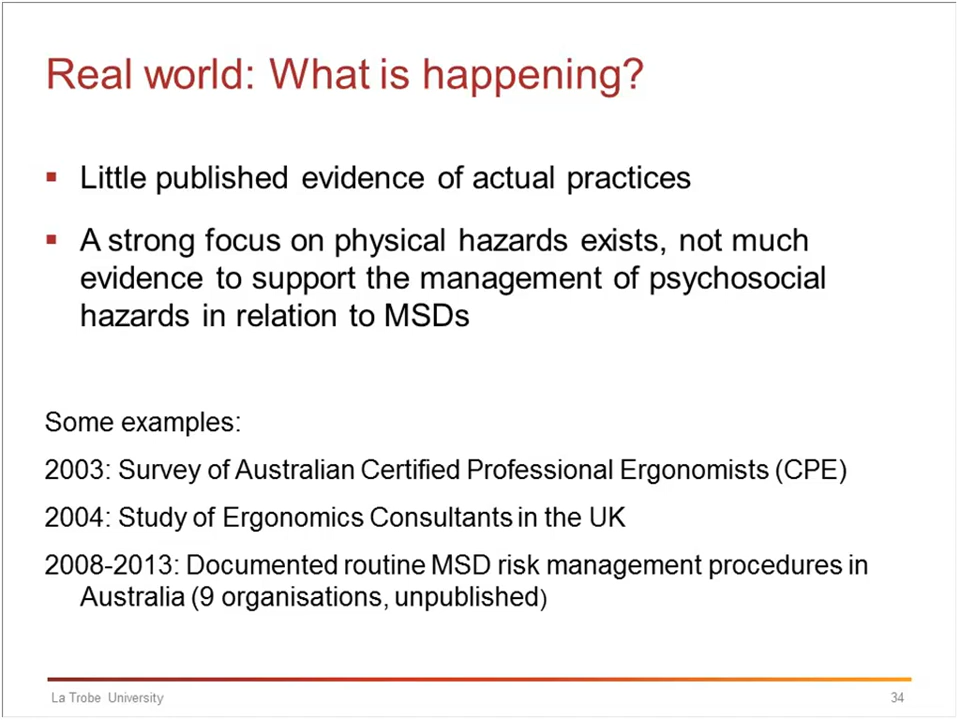 Real world: What is happening?
▪ Little published evidence of actual practices
▪ A strong focus on physical hazards exists, not much
evidence to support the management of psychosocial
hazards in relation to MSDs
Some examples:
2003: Survey of Australian Certified Professional Ergonomists (CPE)
2004: Study of Ergonomics Consultants in the UK
2008-2013: Documented routine MSD risk management procedures in
Australia (9 organisations, unpublished)
La Trobe University 34